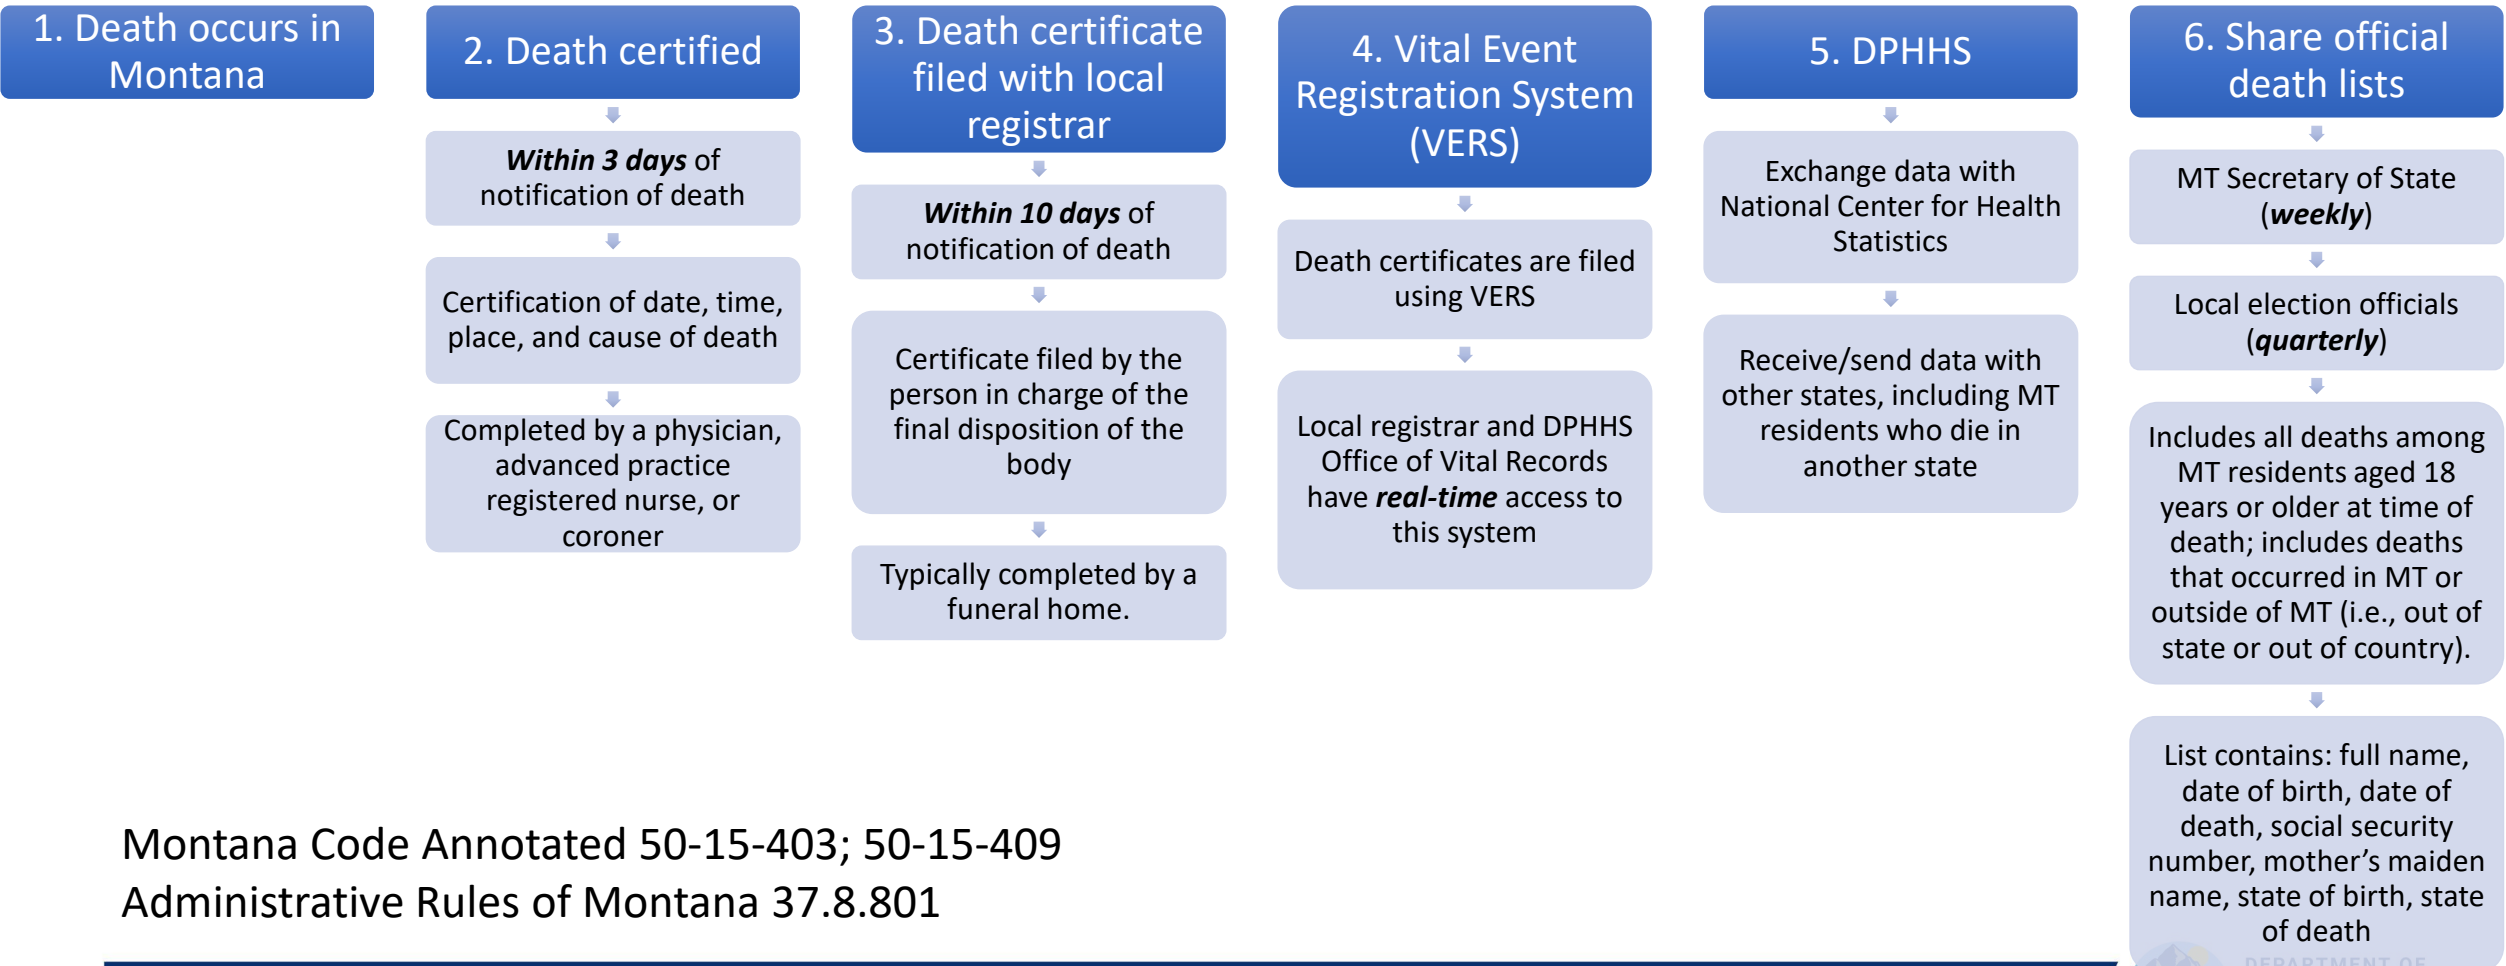 1. Death occurs in
Montana
2. Death certified
Within 3 days of
notification of death
Certification of date, time,
place, and cause of death
Completed by a physician,
advanced practice
registered nurse, or
coroner
3. Death certificate
filed with local
registrar
Within 10 days of
notification of death
Certificate filed by the
person in charge of the
final disposition of the
body
Typically completed by a
funeral home.
4. Vital Event
Registration System
(VERS)
Death certificates are filed
using VERS
Local registrar and DPHHS
Office of Vital Records
have real-time access to
this system
5. DPHHS
Exchange data with
National Center for Health
Statistics
Receive/send data with
other states, including MT
residents who die in
another state
6. Share official
death lists
MT Secretary of State
(weekly)
Local election officials
(quarterly)
Includes all deaths among
MT residents aged 18
years or older at time of
death; includes deaths
that occurred in MT or
outside of MT (i.e., out of
state or out of country).
List contains: full name,
date of birth, date of
death, social security
number, mother’s maiden
name, state of birth, state
of death
Montana Code Annotated 50-15-403; 50-15-409
Administrative Rules of Montana 37.8.801
DEPARTMENT OF